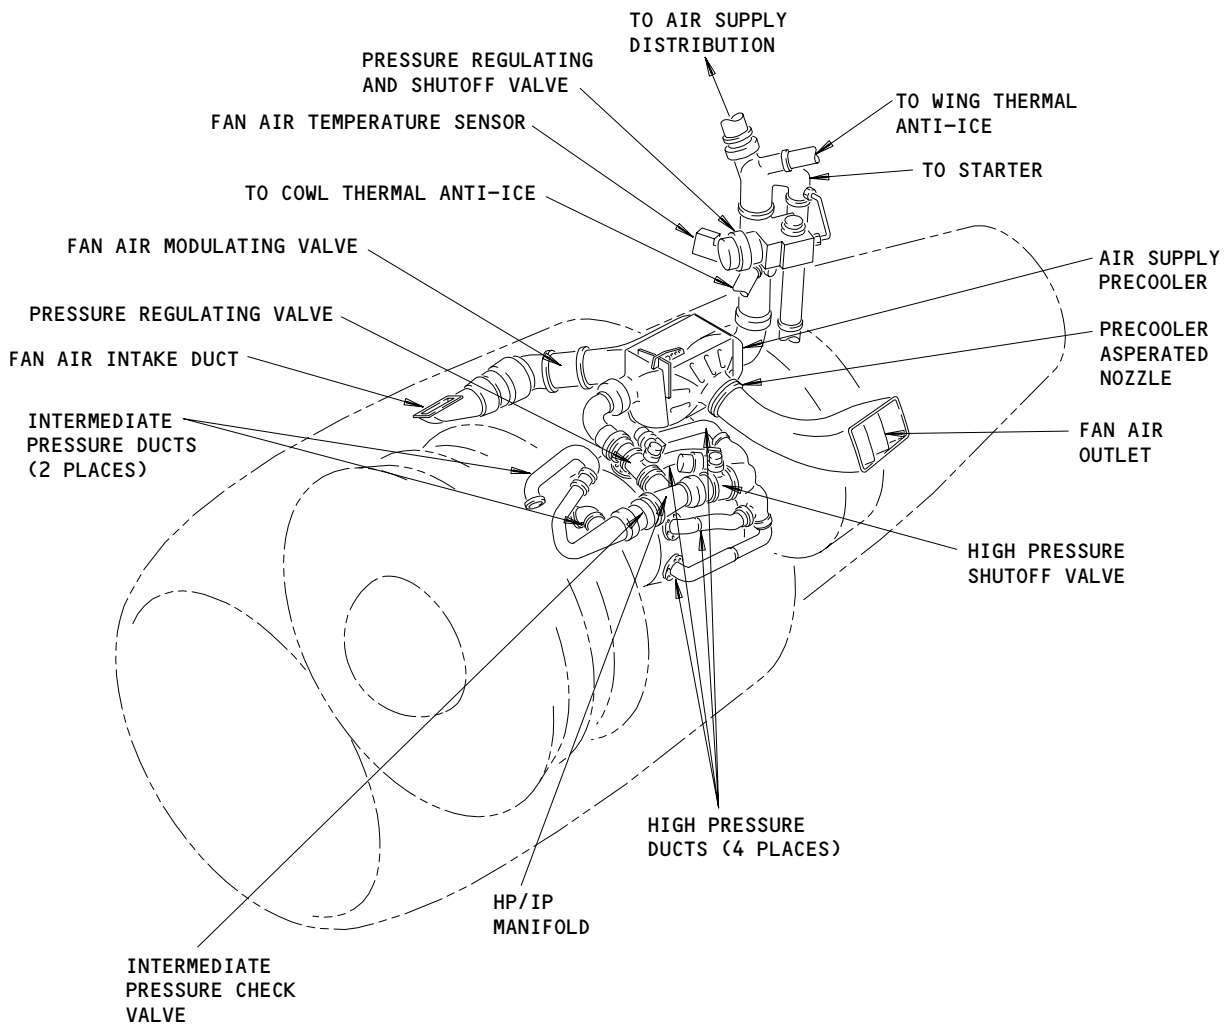 TO AIR SUPPLY
DISTRIBUTION
PRESSURE REGULATING
AND SHUTOFF VALVE
TO WING THERMAL
ANTI-ICE
FAN AIR TEMPERATURE SENSOR
TO STARTER
TO COWL THERMAL ANTI-ICE
FAN AIR MODULATING VALVE
AIR SUPPLY
PRECOOLER
PRESSURE REGULATING VALVE
PRECOOLER
ASPERATED
NOZZLE
FAN AIR INTAKE DUCT
INTERMEDIATE
PRESSURE DUCTS
(2 PLACES)
FAN AIR
OUTLET
HIGH PRESSURE
SHUTOFF VALVE
HIGH PRESSURE
DUCTS (4 PLACES)
HP/IP
MANIFOLD
INTERMEDIATE
PRESSURE CHECK
VALVE